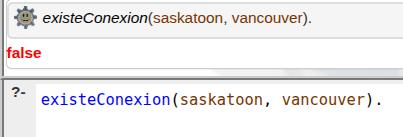 existeConexion(saskatoon, vancouver).
false
?- existeConexion(saskatoon, vancouver).